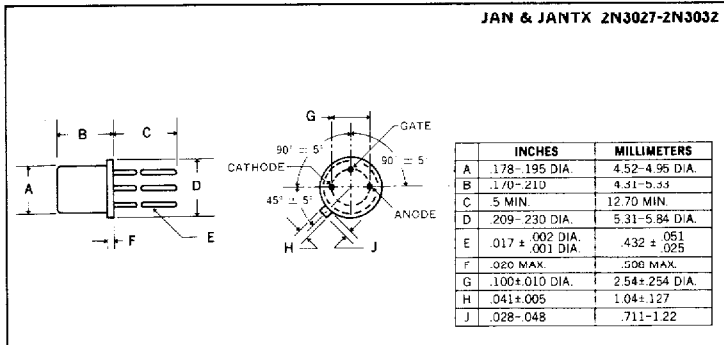 JAN & JANTX 2N3027-2N3032
B
C
A
D
F
E
G
GATE
90° ± 5°
90° ± 5°
CATHODE
45° ± 5°
ANODE
H
J
INCHES MILLIMETERS
A .178-.195 DIA. 4.52-4.95 DIA.
B .170-.210 4.31-5.33
C .5 MIN. 12.70 MIN.
D .209-.230 DIA. 5.31-5.84 DIA.
E .017 ± .002 DIA. .001 DIA. .432 ± .051 .025
F .020 MAX. .508 MAX.
G .100±.010 DIA. 2.54±.254 DIA.
H .041±.005 1.04±.127
J .028-.048 .711-1.22